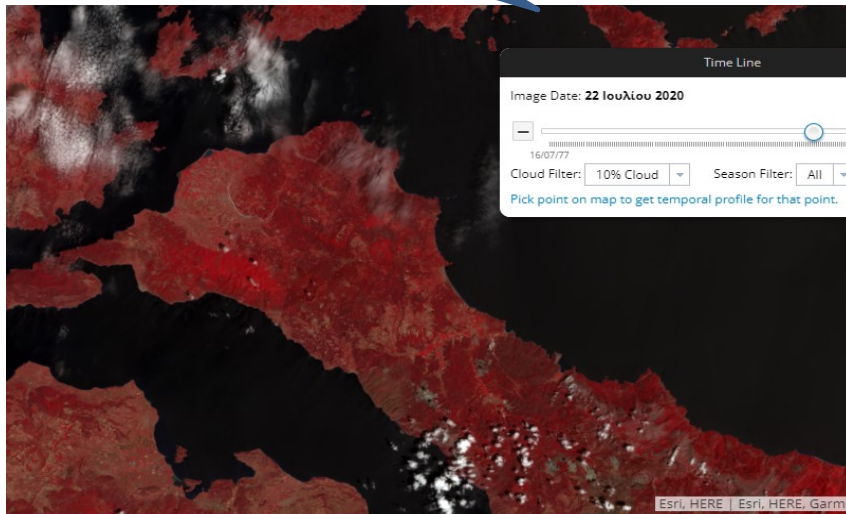 Time Line
Image Date: 22 Ιουλίου 2020
16/07/77
Cloud Filter: 10% Cloud Season Filter: All
Pick point on map to get temporal profile for that point.
Esri, HERE | Esri, HERE, Garm